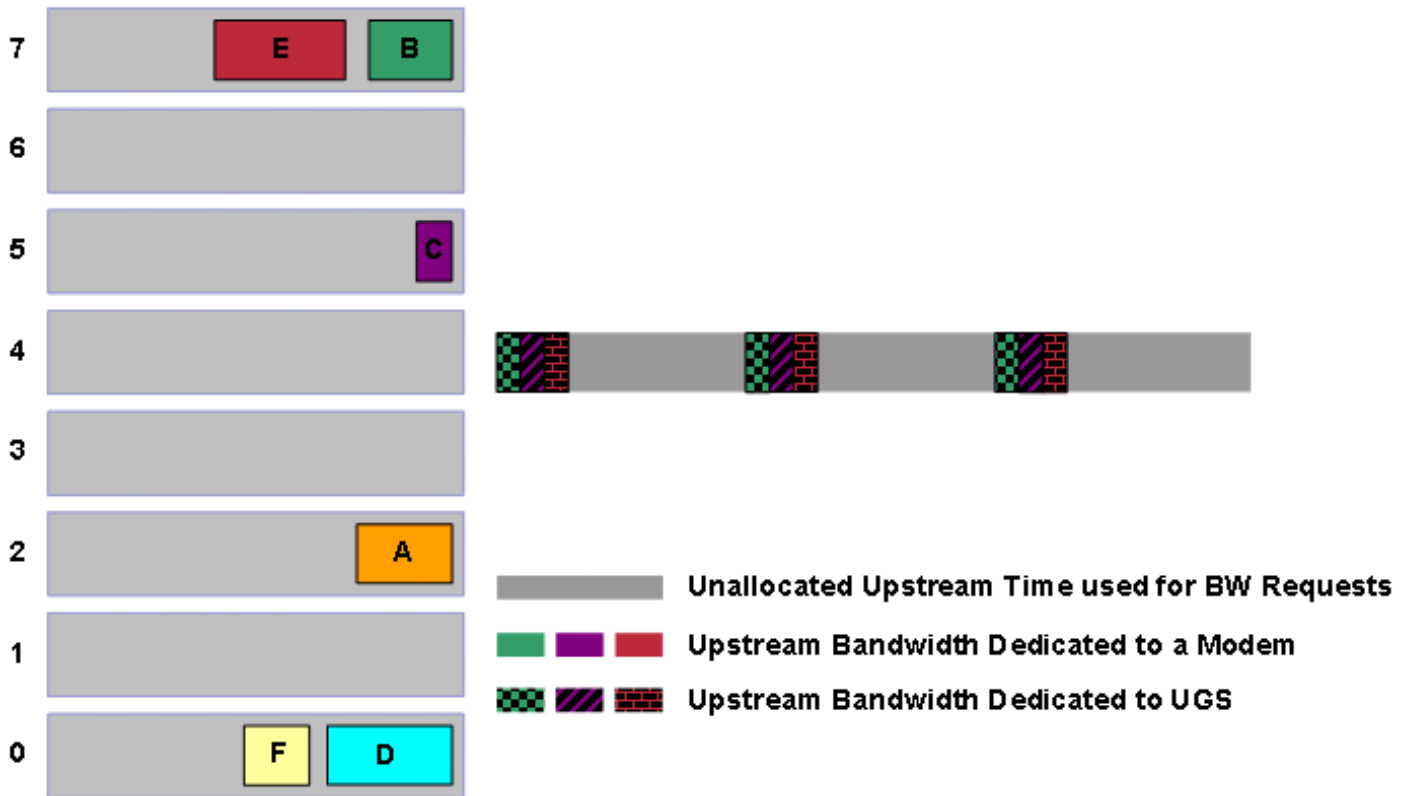 7 E B
6
5 C
4
3
2 A
Unallocated Upstream Time used for BW Requests
1
Upstream Bandwidth Dedicated to a Modem
Upstream Bandwidth Dedicated to UGS
0 F D